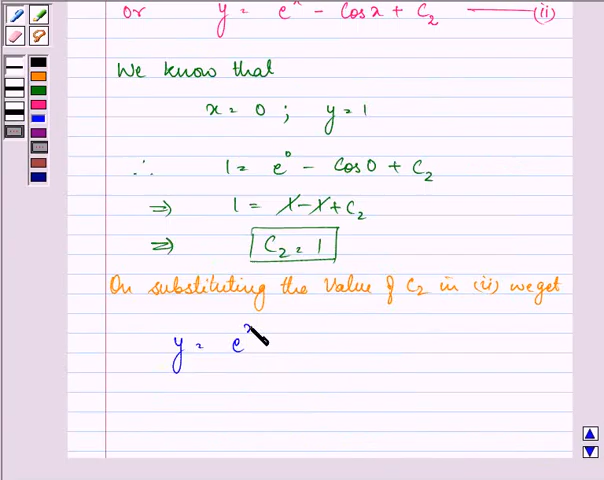 or y = e^x - Cos x + C₂ ——— (ii)
We know that
x = 0 ; y = 1
∴ 1 = e⁰ - Cos 0 + C₂
⇒ 1 = 1 - 1 + C₂
⇒ C₂ = 1
On substituting the Value of C₂ in (ii) we get
y = e^x